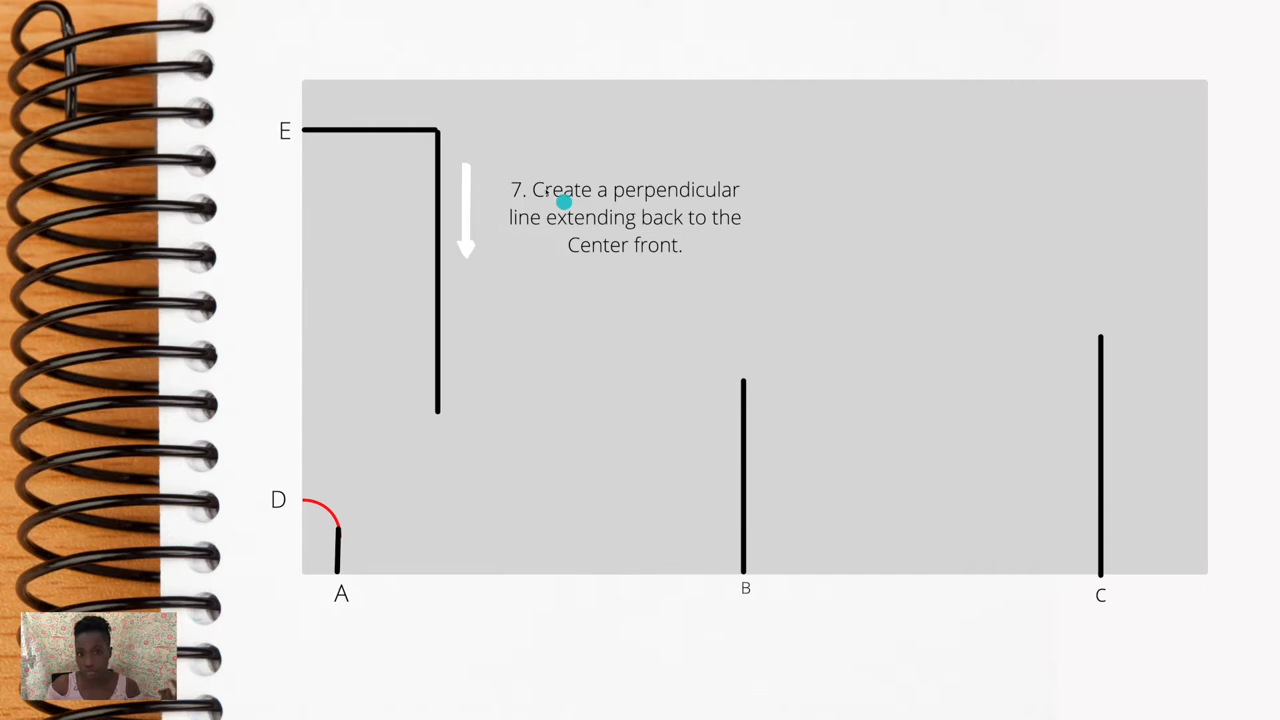 E
7. Create a perpendicular
line extending back to the
Center front.
D
A
B
C